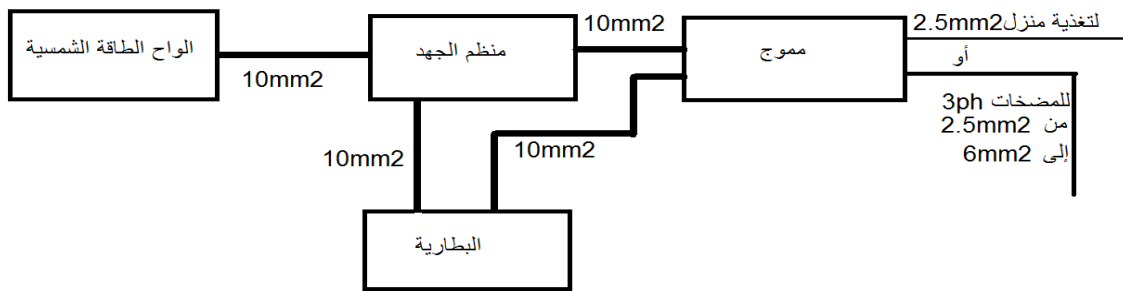 الواح الطاقة الشمسية
10mm2
منظم الجهد
10mm2
مموج
لتغذية منزل2.5mm2
أو
للمضخات 3ph
من 2.5mm2
إلى 6mm2
10mm2
10mm2
البطارية